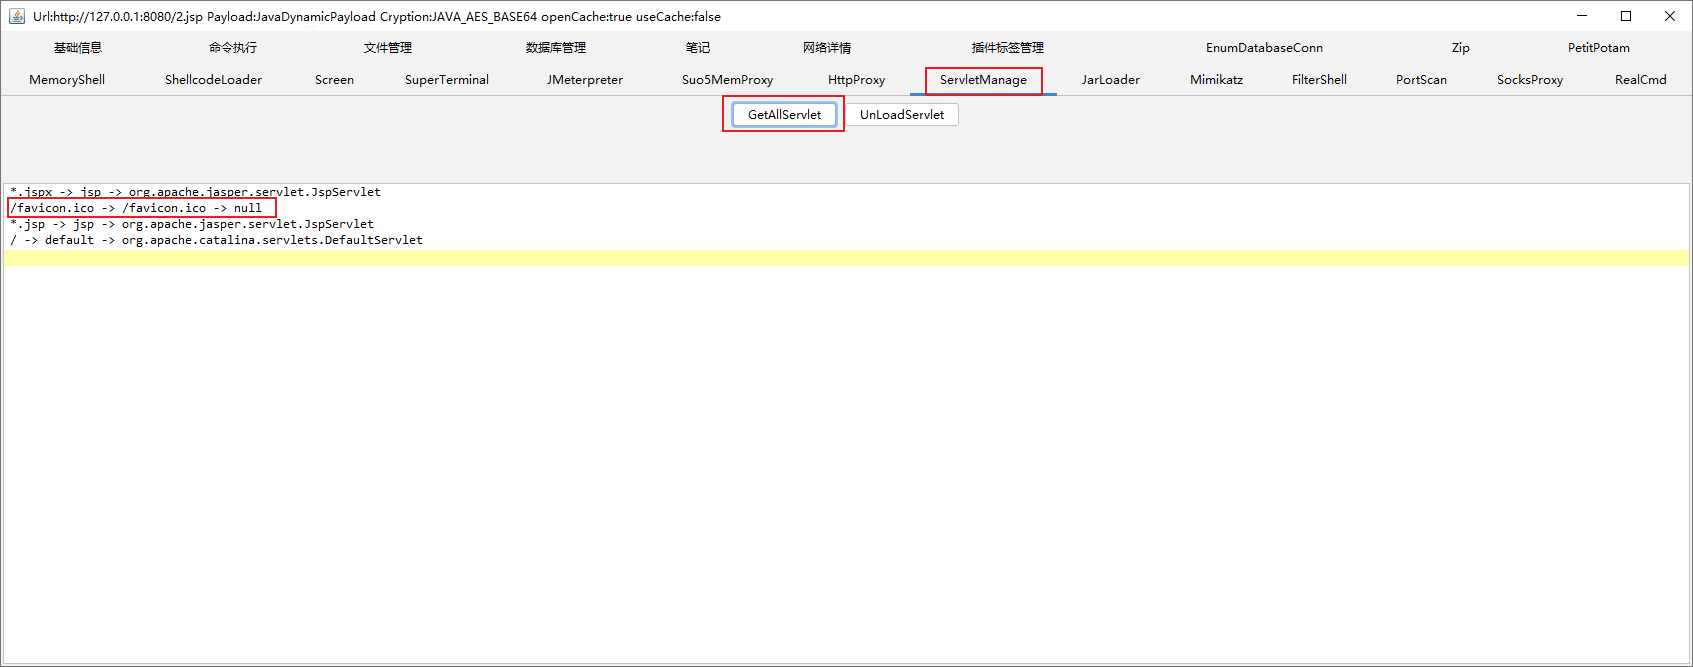 Url:http://127.0.0.1:8080/2.jsp Payload:JavaDynamicPayload Cryption:JAVA_AES_BASE64 openCache:true useCache:false
基础信息 命令执行 文件管理 数据库管理 笔记 网络详情 插件标签管理 EnumDatabaseConn Zip PetitPotam
MemoryShell ShellcodeLoader Screen SuperTerminal JMeterpreter Suo5MemProxy HttpProxy ServletManage JarLoader Mimikatz FilterShell PortScan SocksProxy RealCmd
GetAllServlet UnLoadServlet
*.jspx -> jsp -> org.apache.jasper.servlet.JspServlet
/favicon.ico -> /favicon.ico -> null
*.jsp -> jsp -> org.apache.jasper.servlet.JspServlet
/ -> default -> org.apache.catalina.servlets.DefaultServlet